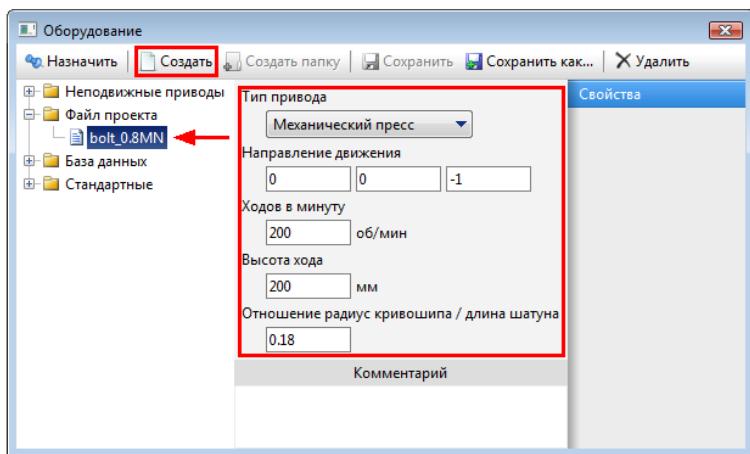 Оборудование
Назначить Создать Создать папку Сохранить Сохранить как... Удалить
Неподвижные приводы
Файл проекта
bolt_0.8MN
База данных
Стандартные
Тип привода
Механический пресс
Направление движения
0 0 -1
Ходов в минуту
200 об/мин
Высота хода
200 мм
Отношение радиус кривошипа / длина шатуна
0.18
Комментарий
Свойства